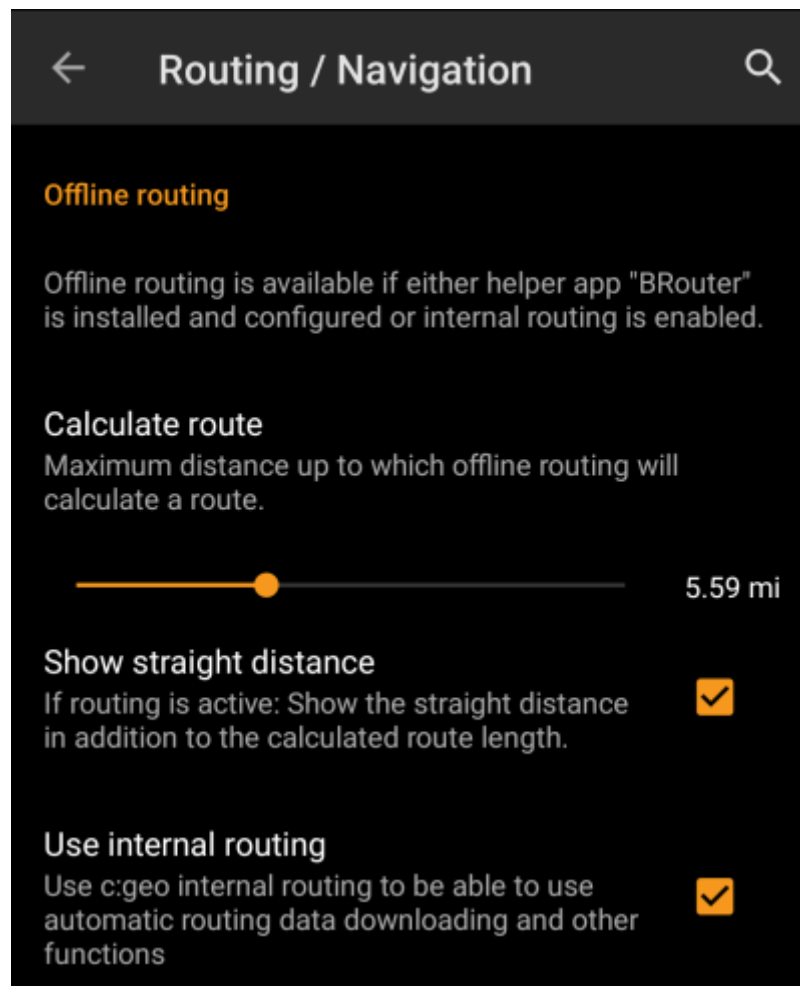 Routing / Navigation
Offline routing
Offline routing is available if either helper app "BRouter"
is installed and configured or internal routing is enabled.
Calculate route
Maximum distance up to which offline routing will
calculate a route.
5.59 mi
Show straight distance
If routing is active: Show the straight distance
in addition to the calculated route length.
Use internal routing
Use c:geo internal routing to be able to use
automatic routing data downloading and other
functions